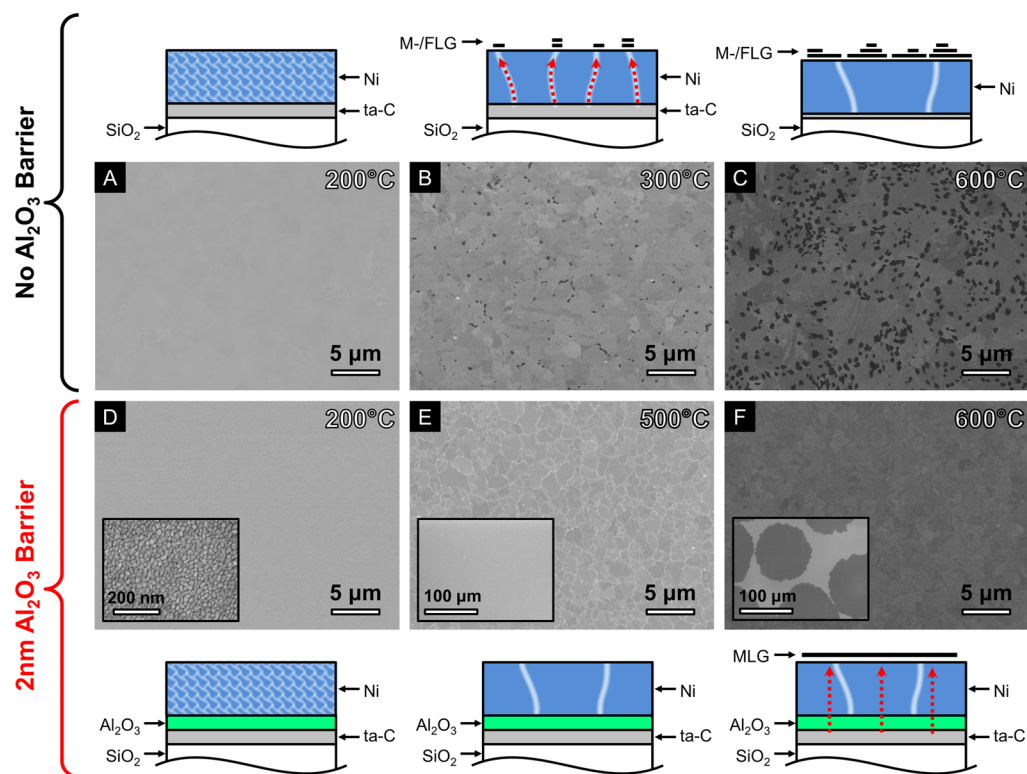 No Al₂O₃ Barrier
2nm Al₂O₃ Barrier
Ni
ta-C
SiO₂
M-/FLG
Ni
ta-C
SiO₂
M-/FLG
Ni
SiO₂
A
200°C
5 µm
B
300°C
5 µm
C
600°C
5 µm
D
200°C
200 nm
5 µm
E
500°C
100 µm
5 µm
F
600°C
100 µm
5 µm
Ni
Al₂O₃
ta-C
SiO₂
Ni
Al₂O₃
ta-C
SiO₂
MLG
Ni
Al₂O₃
ta-C
SiO₂